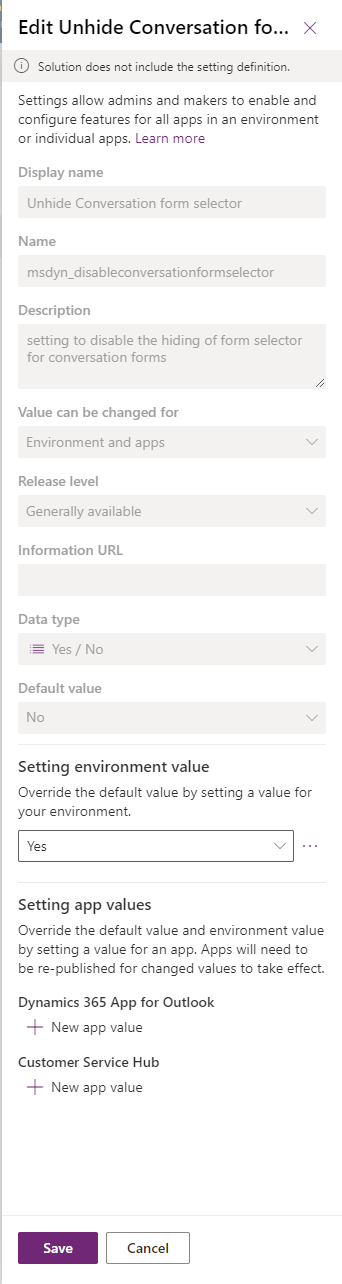 Edit Unhide Conversation fo...
Solution does not include the setting definition.
Settings allow admins and makers to enable and
configure features for all apps in an environment
or individual apps. Learn more
Display name
Unhide Conversation form selector
Name
msdyn_disableconversationformselector
Description
setting to disable the hiding of form selector
for conversation forms
Value can be changed for
Environment and apps
Release level
Generally available
Information URL
Data type
Yes / No
Default value
No
Setting environment value
Override the default value by setting a value for
your environment.
Yes
Setting app values
Override the default value and environment value
by setting a value for an app. Apps will need to
be re-published for changed values to take effect.
Dynamics 365 App for Outlook
New app value
Customer Service Hub
New app value
Save
Cancel